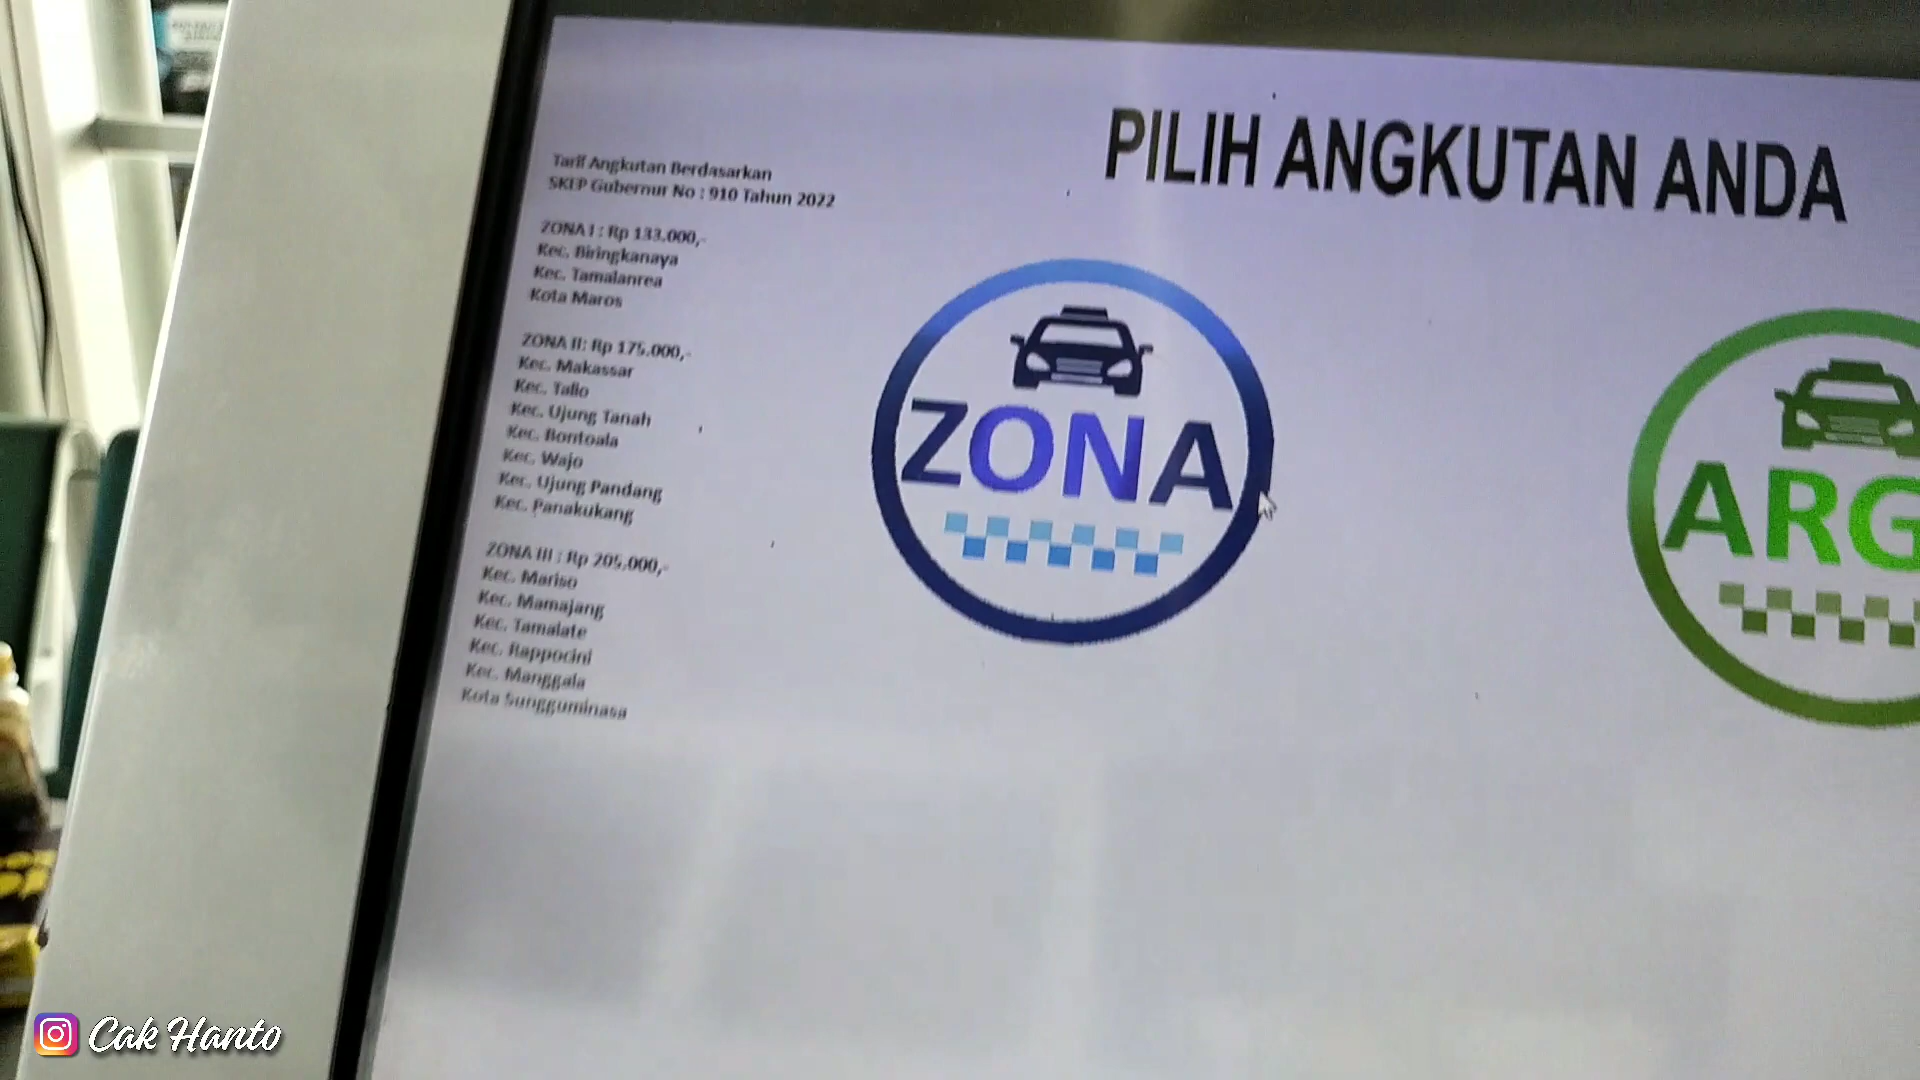 PILIH ANGKUTAN ANDA
Tarif Angkutan Berdasarkan
SKEP Gubernur No : 910 Tahun 2022
ZONA I : Rp 133.000,-
Kec. Biringkanaya
Kec. Tamalanrea
Kota Maros
ZONA II: Rp 175.000,-
Kec. Makassar
Kec. Tallo
Kec. Ujung Tanah
Kec. Bontoala
Kec. Wajo
Kec. Ujung Pandang
Kec. Panakukang
ZONA III : Rp 205.000,-
Kec. Mariso
Kec. Mamajang
Kec. Tamalate
Kec. Rappocini
Kec. Manggala
Kota Sungguminasa
ZONA
ARG
Cak Hanto